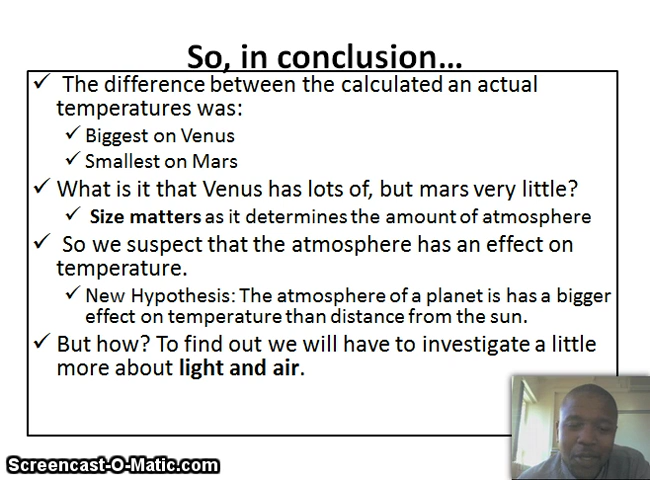 So, in conclusion…
The difference between the calculated an actual
temperatures was:
Biggest on Venus
Smallest on Mars
What is it that Venus has lots of, but mars very little?
Size matters as it determines the amount of atmosphere
So we suspect that the atmosphere has an effect on
temperature.
New Hypothesis: The atmosphere of a planet is has a bigger
effect on temperature than distance from the sun.
But how? To find out we will have to investigate a little
more about light and air.
Screencast-O-Matic.com